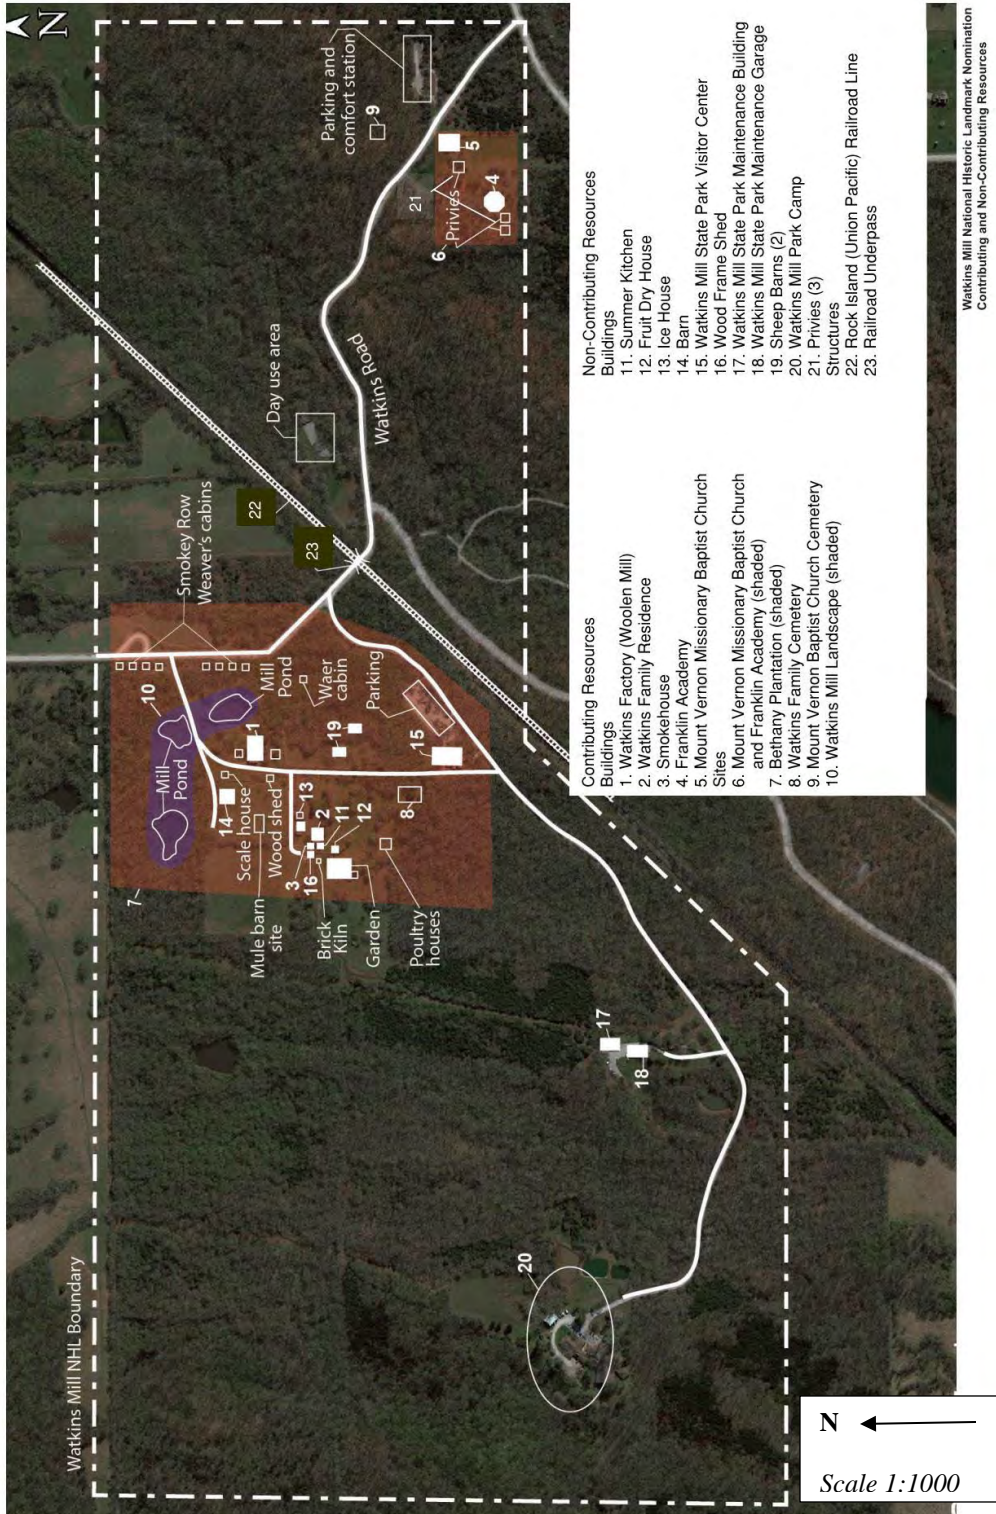 N
Watkins Mill NHL Boundary
7
10
Smokey Row
Weaver's cabins
Mill
Pond
Mill
Pond
14
Scale house
1
Mule barn
site
Wood shed
13
3
2
16
11
12
Brick
Kiln
Garden
8
Poultry
houses
19
Waer
cabin
Parking
15
22
23
Day use area
Watkins Road
Parking and
comfort station
9
21
6
Privies
5
4
17
18
20
Contributing Resources
Buildings
1. Watkins Factory (Woolen Mill)
2. Watkins Family Residence
3. Smokehouse
4. Franklin Academy
5. Mount Vernon Missionary Baptist Church
Sites
6. Mount Vernon Missionary Baptist Church
and Franklin Academy (shaded)
7. Bethany Plantation (shaded)
8. Watkins Family Cemetery
9. Mount Vernon Baptist Church Cemetery
10. Watkins Mill Landscape (shaded)
Non-Contributing Resources
Buildings
11. Summer Kitchen
12. Fruit Dry House
13. Ice House
14. Barn
15. Watkins Mill State Park Visitor Center
16. Wood Frame Shed
17. Watkins Mill State Park Maintenance Building
18. Watkins Mill State Park Maintenance Garage
19. Sheep Barns (2)
20. Watkins Mill Park Camp
21. Privies (3)
Structures
22. Rock Island (Union Pacific) Railroad Line
23. Railroad Underpass
Watkins Mill National Historic Landmark Nomination
Contributing and Non-Contributing Resources
N
Scale 1:1000